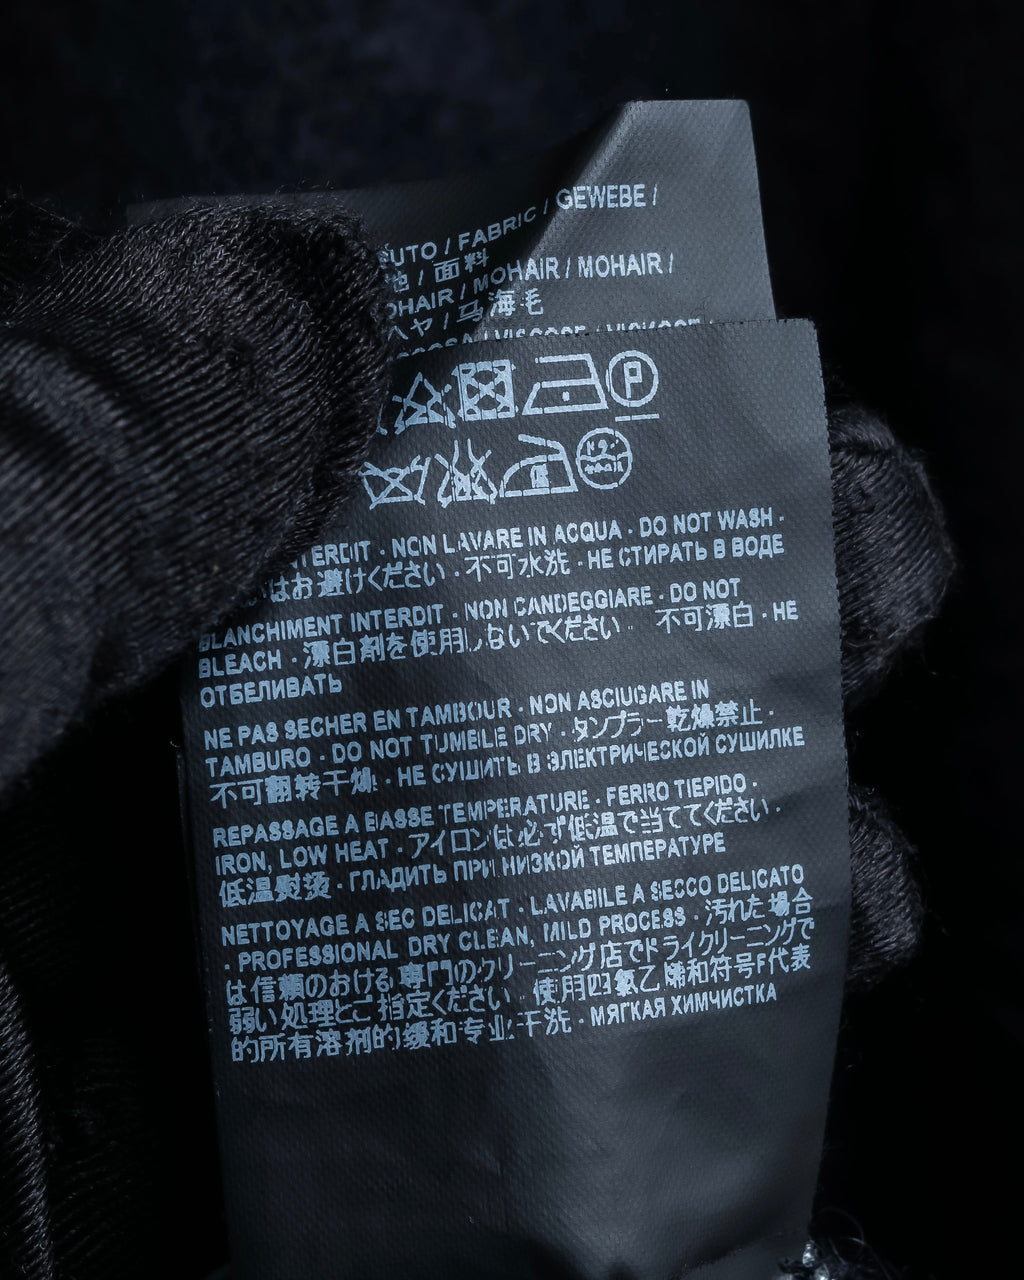 / FABRIC / GEWEBE /
/ 面料
/ MOHAIR / MOHAIR /
/ 马海毛
/ VISCOSE /
P
INTERDIT · NON LAVARE IN ACQUA · DO NOT WASH ·
はお避けください · 不可水洗 · НЕ СТИРАТЬ В ВОДЕ
BLANCHIMENT INTERDIT · NON CANDEGGIARE · DO NOT
BLEACH · 漂白剤を使用しないでください · 不可漂白 · НЕ
ОТБЕЛИВАТЬ
NE PAS SECHER EN TAMBOUR · NON ASCIUGARE IN
TAMBURO · DO NOT TUMBLE DRY · タンブラー乾燥禁止 ·
不可翻转干燥 · НЕ СУШИТЬ В ЭЛЕКТРИЧЕСКОЙ СУШИЛКЕ
REPASSAGE A BASSE TEMPERATURE · FERRO TIEPIDO ·
IRON, LOW HEAT · アイロンは必ず低温で当ててください ·
低温熨烫 · ГЛАДИТЬ ПРИ НИЗКОЙ ТЕМПЕРАТУРЕ
NETTOYAGE A SEC DELICAT · LAVABILE A SECCO DELICATO
· PROFESSIONAL DRY CLEAN, MILD PROCESS · 汚れた場合
は信頼のおける専門のクリーニング店でドライクリーニングで
弱い処理とご指定ください · 使用四氯乙烯和符号F代表
的所有溶剂的缓和专业干洗 · МЯГКАЯ ХИМЧИСТКА